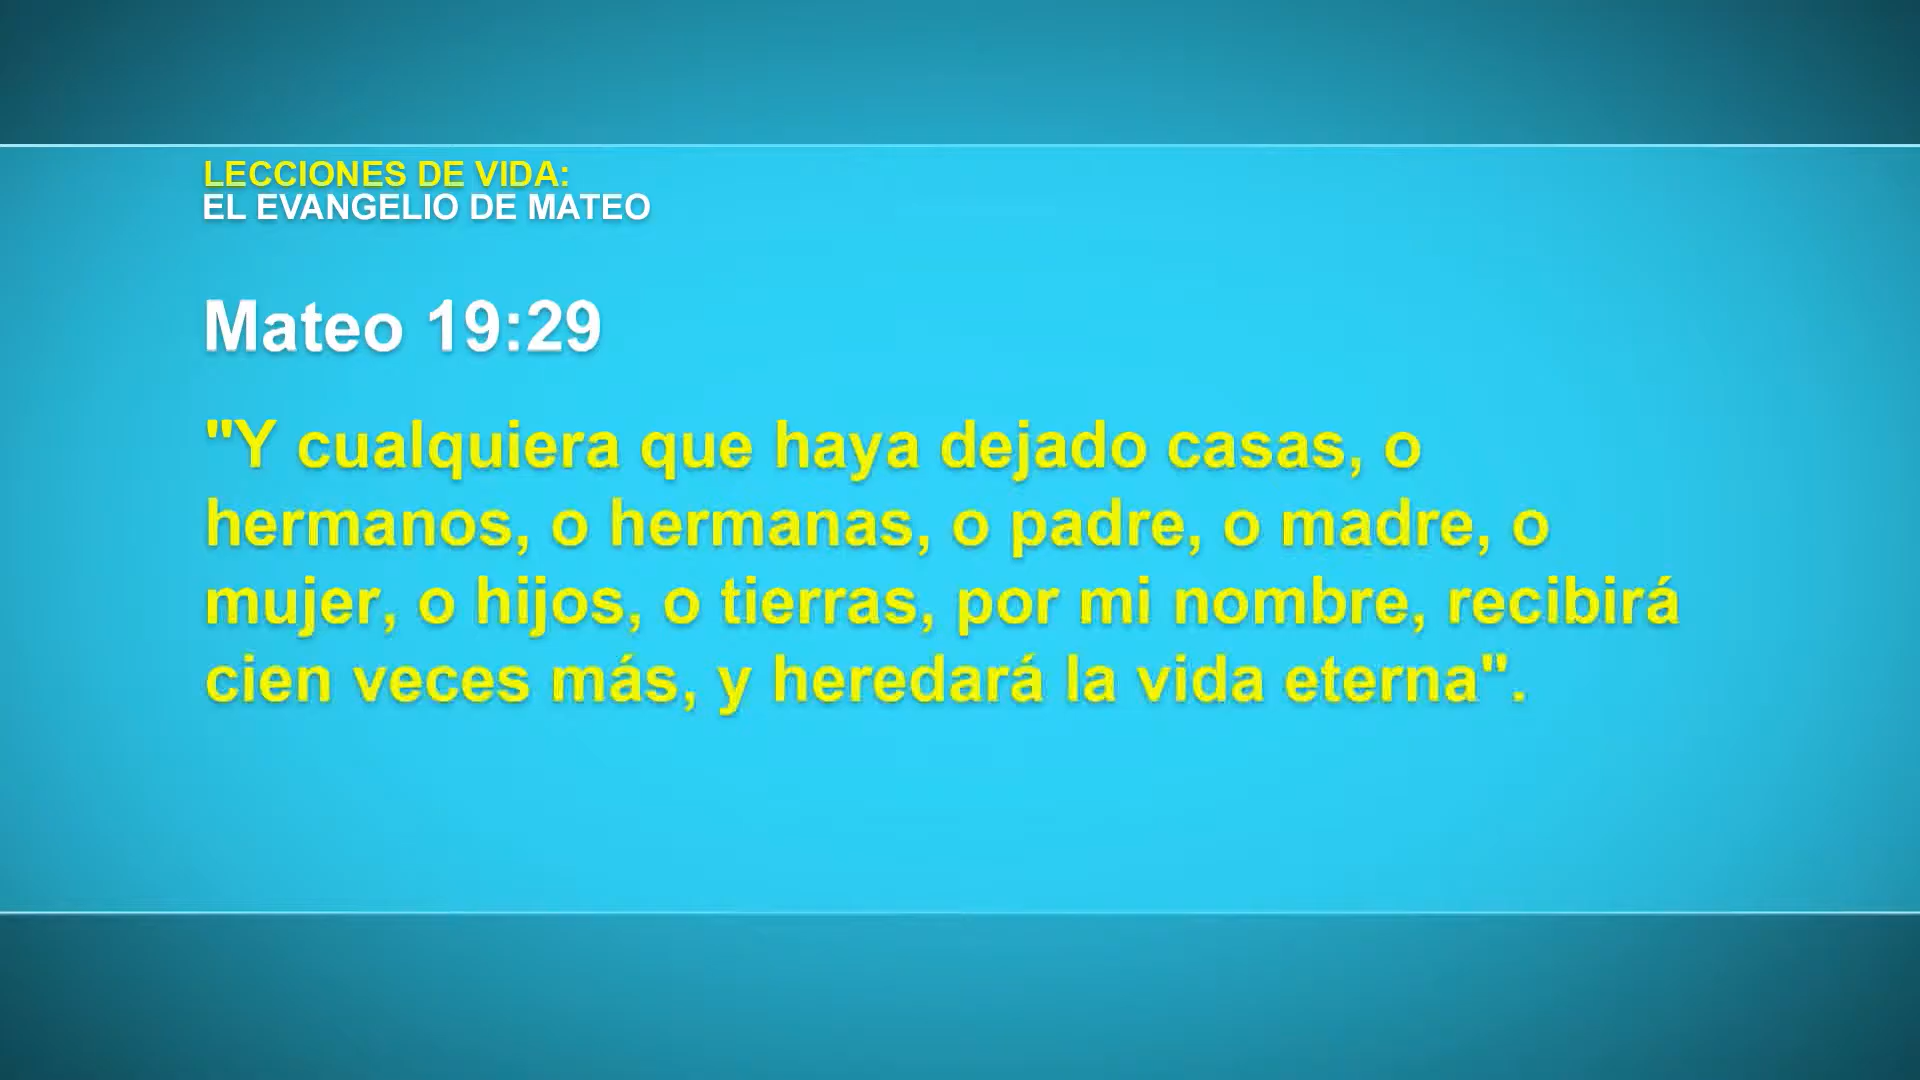 LECCIONES DE VIDA:
EL EVANGELIO DE MATEO
Mateo 19:29
"Y cualquiera que haya dejado casas, o
hermanos, o hermanas, o padre, o madre, o
mujer, o hijos, o tierras, por mi nombre, recibirá
cien veces más, y heredará la vida eterna".